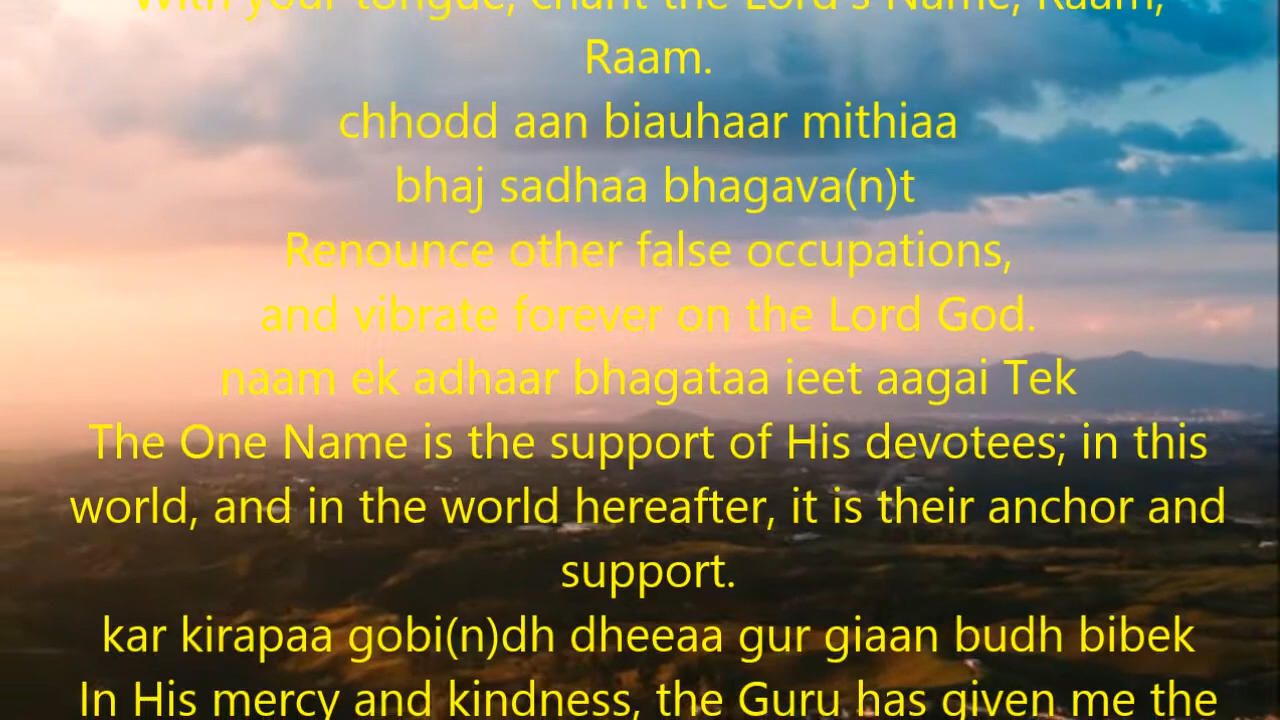 With your tongue, chant the Lord's Name, Raam,
Raam.
chhodd aan biauhaar mithiaa
bhaj sadhaa bhagava(n)t
Renounce other false occupations,
and vibrate forever on the Lord God.
naam ek adhaar bhagataa ieet aagai Tek
The One Name is the support of His devotees; in this
world, and in the world hereafter, it is their anchor and
support.
kar kirapaa gobi(n)dh dheeaa gur giaan budh bibek
In His mercy and kindness, the Guru has given me the